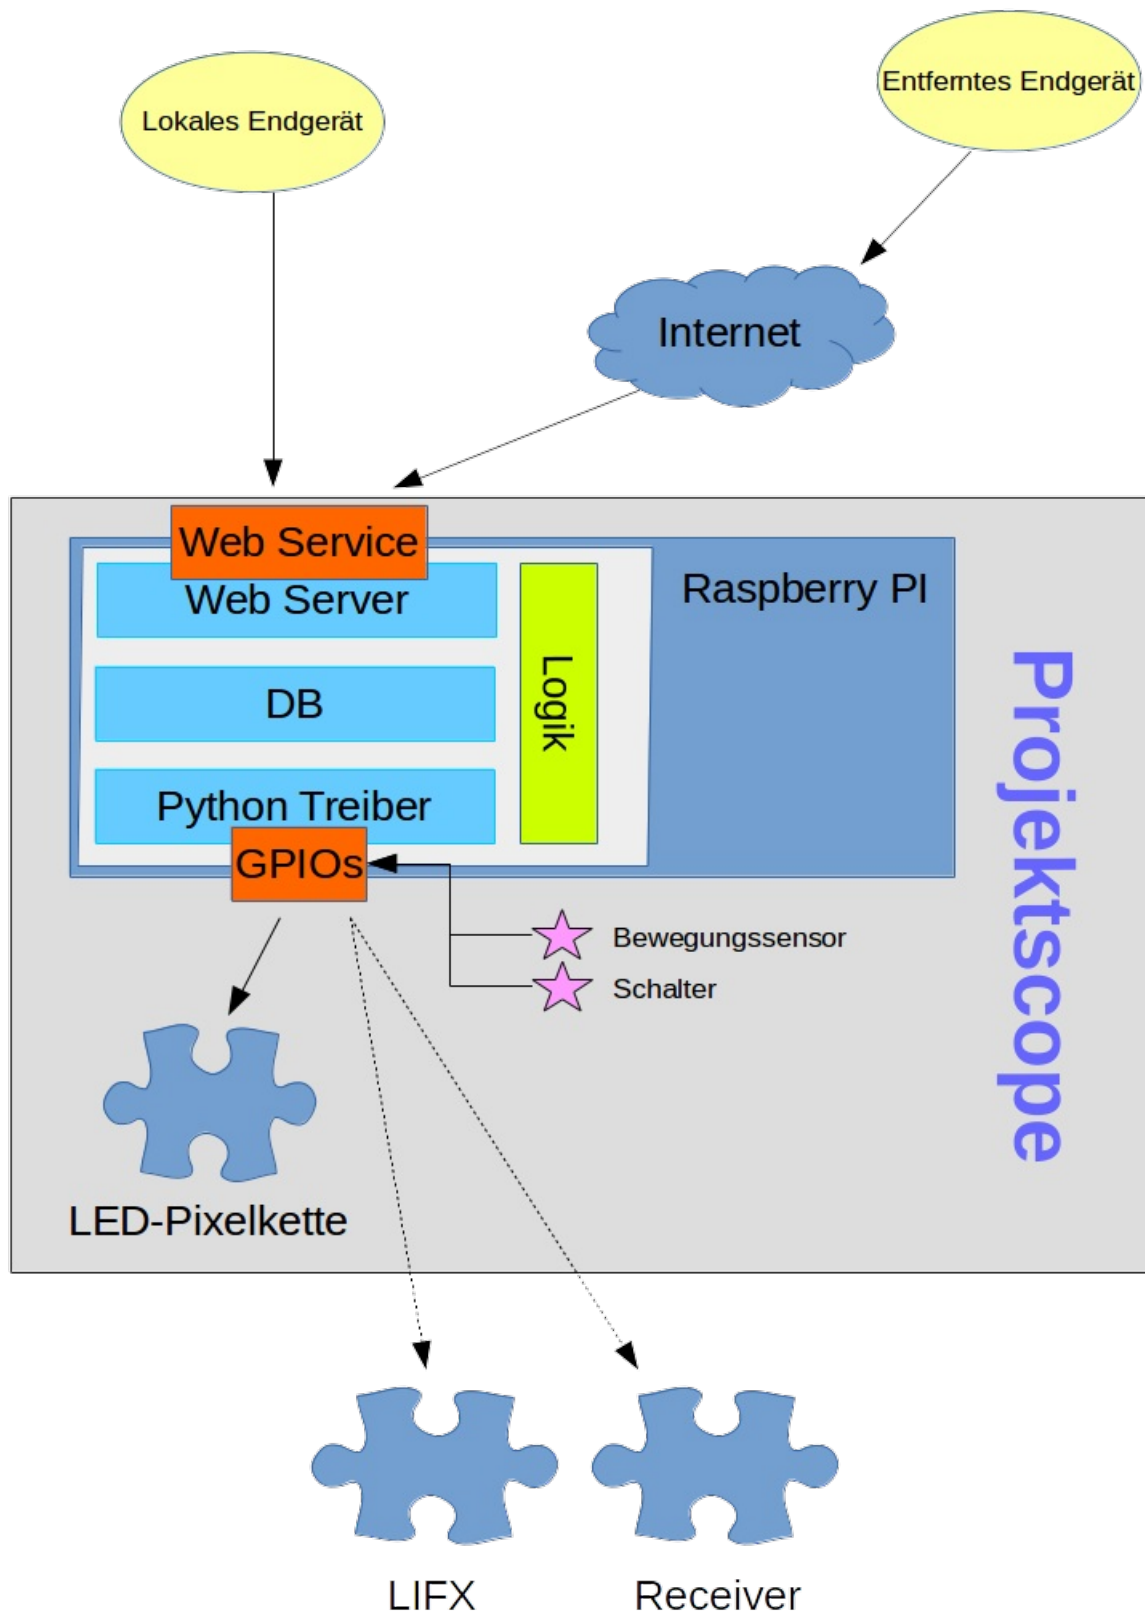 Entferntes Endgerät
Lokales Endgerät
Internet
Web Service
Web Server
Raspberry PI
DB
Logik
Python Treiber
GPIOs
Projektscope
Bewegungssensor
Schalter
LED-Pixelkette
LIFX
Receiver